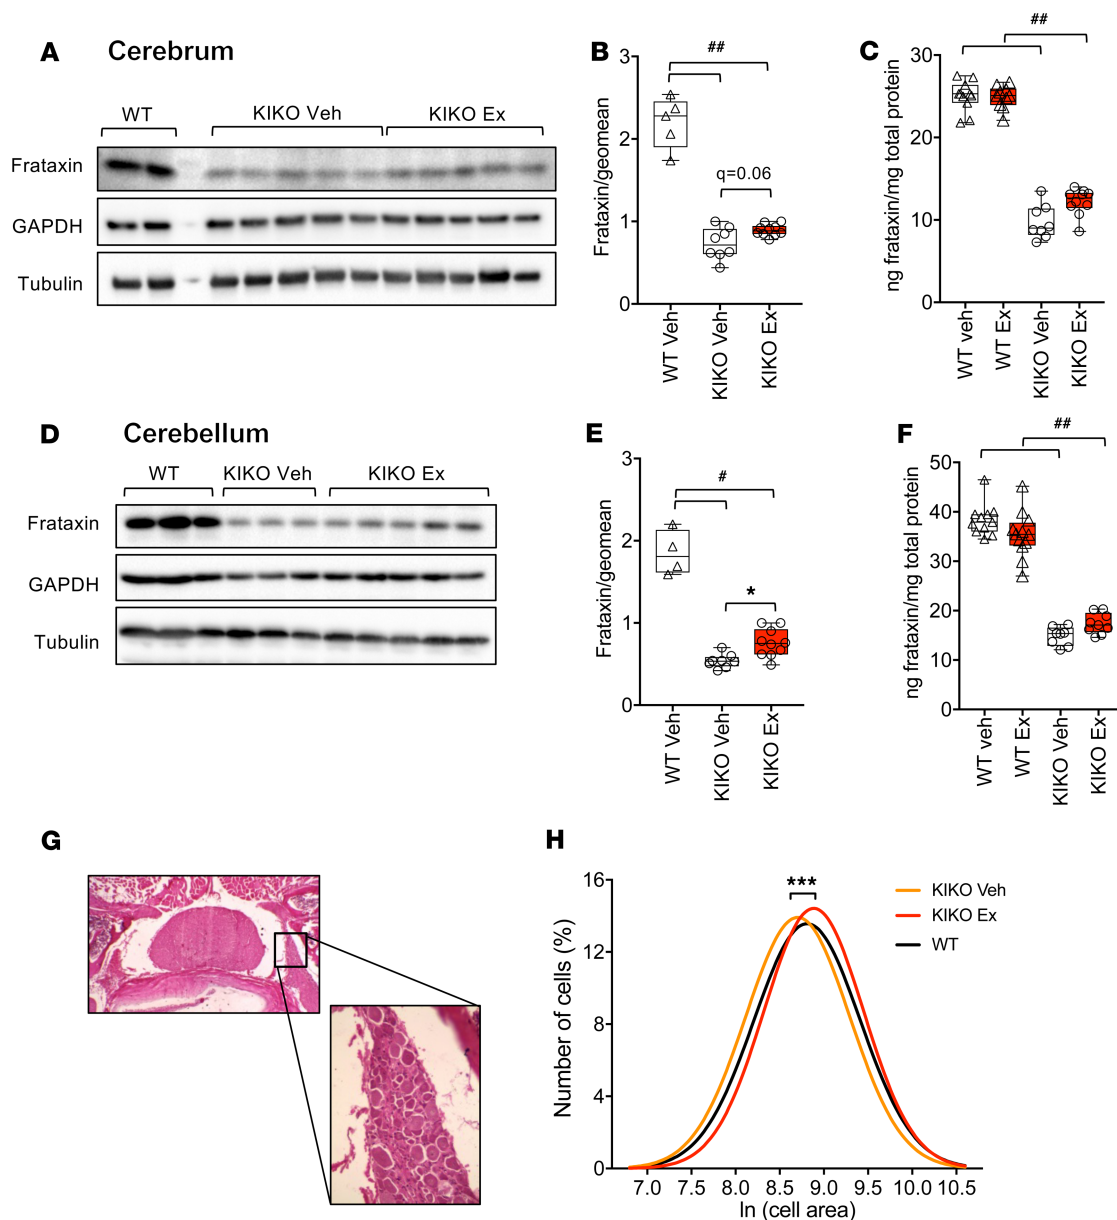 A Cerebrum
WT KIKO Veh KIKO Ex
Frataxin
GAPDH
Tubulin
B
##
q=0.06
Frataxin/geomean
3
2
1
0
WT Veh
KIKO Veh
KIKO Ex
C
##
ng frataxin/mg total protein
30
20
10
0
WT veh
WT Ex
KIKO Veh
KIKO Ex
D Cerebellum
WT KIKO Veh KIKO Ex
Frataxin
GAPDH
Tubulin
E
#
*
Frataxin/geomean
3
2
1
0
WT Veh
KIKO Veh
KIKO Ex
F
##
ng frataxin/mg total protein
50
40
30
20
10
0
WT veh
WT Ex
KIKO Veh
KIKO Ex
G
H
***
KIKO Veh
KIKO Ex
WT
Number of cells (%)
16
12
8
4
0
7.0 7.5 8.0 8.5 9.0 9.5 10.0 10.5
ln (cell area)